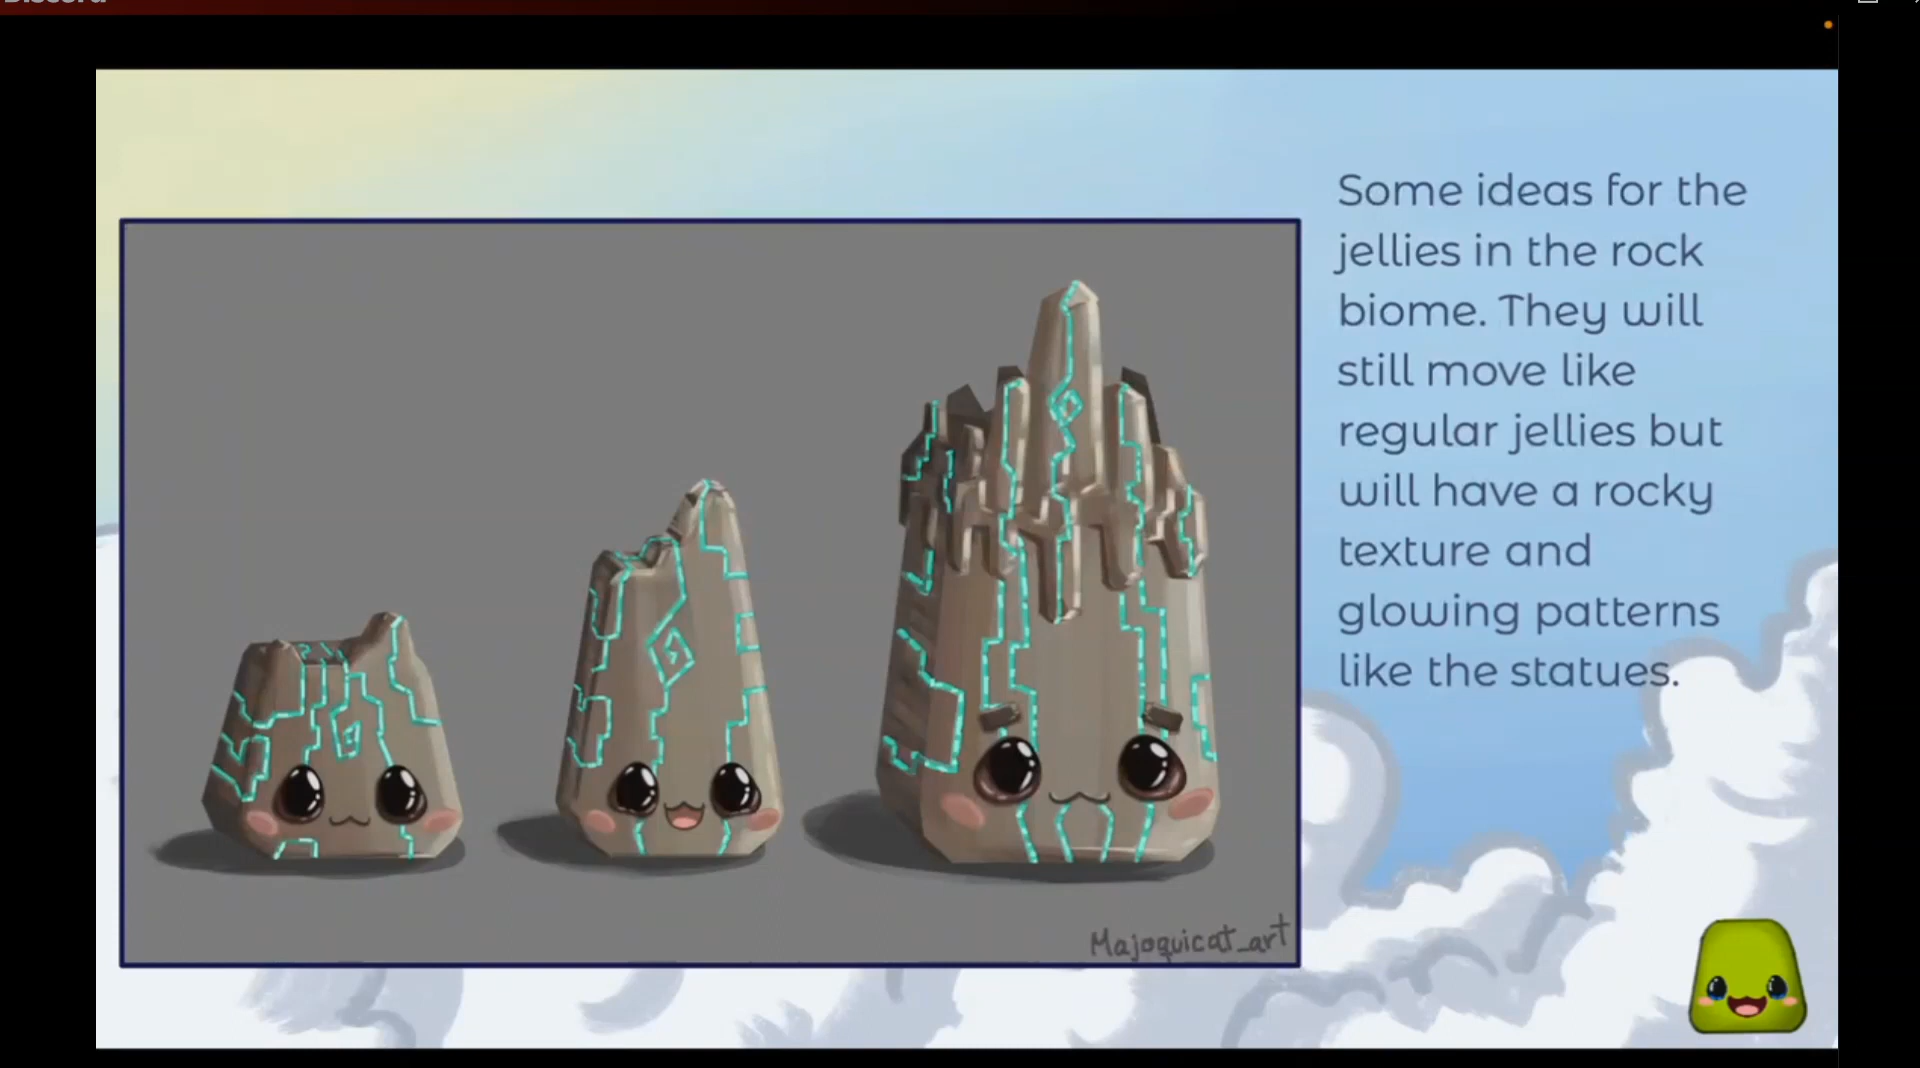 Discord
Some ideas for the
jellies in the rock
biome. They will
still move like
regular jellies but
will have a rocky
texture and
glowing patterns
like the statues.
Majoquicat_art